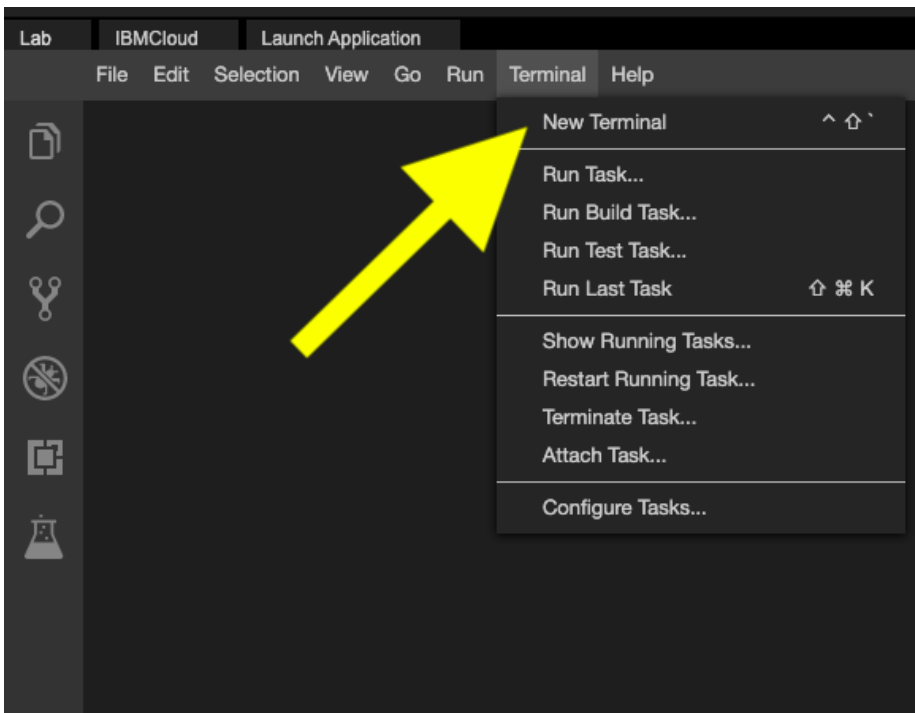 Lab IBMCloud Launch Application
File Edit Selection View Go Run Terminal Help
New Terminal ^ ⇧ `
Run Task...
Run Build Task...
Run Test Task...
Run Last Task ⇧ ⌘ K
Show Running Tasks...
Restart Running Task...
Terminate Task...
Attach Task...
Configure Tasks...